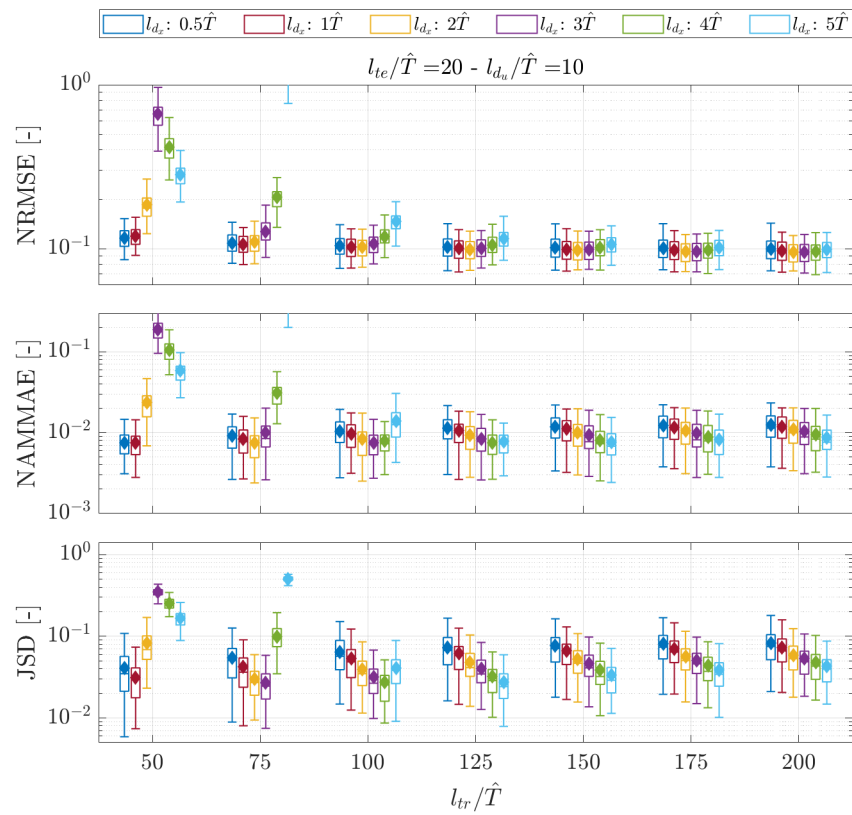 l_{d_x}: 0.5T̂ l_{d_x}: 1T̂ l_{d_x}: 2T̂ l_{d_x}: 3T̂ l_{d_x}: 4T̂ l_{d_x}: 5T̂
l_{te}/T̂ =20 - l_{d_u}/T̂ =10
10^0
10^{-1}
NRMSE [-]
10^{-1}
10^{-2}
10^{-3}
NAMMAE [-]
10^0
10^{-1}
10^{-2}
JSD [-]
50 75 100 125 150 175 200
l_{tr}/T̂